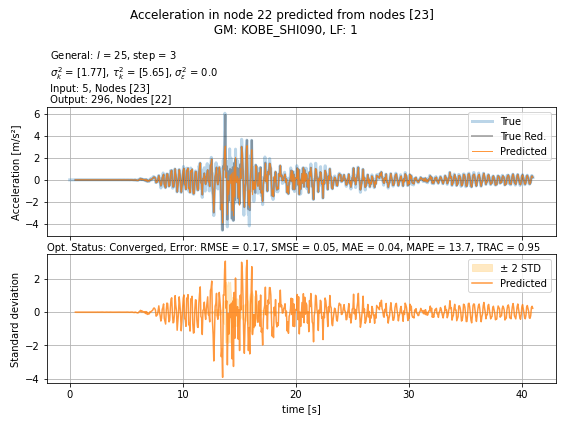 Acceleration in node 22 predicted from nodes [23]
GM: KOBE_SHI090, LF: 1
General: l = 25, step = 3
σ²ₖ = [1.77], τ²ₖ = [5.65], σ²ε = 0.0
Input: 5, Nodes [23]
Output: 296, Nodes [22]
Acceleration [m/s²]
6
4
2
0
−2
−4
True
True Red.
Predicted
Opt. Status: Converged, Error: RMSE = 0.17, SMSE = 0.05, MAE = 0.04, MAPE = 13.7, TRAC = 0.95
Standard deviation
2
0
−2
−4
± 2 STD
Predicted
0
10
20
30
40
time [s]